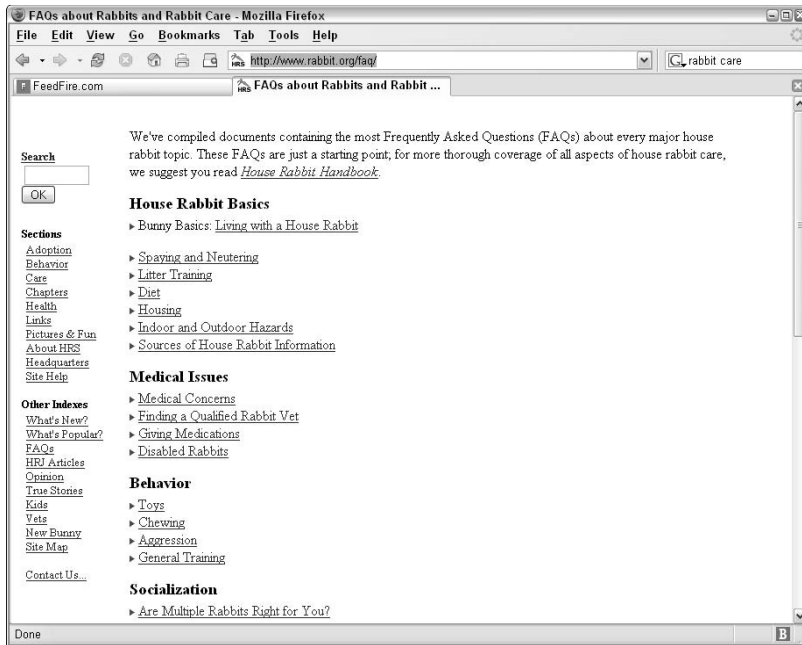 FAQs about Rabbits and Rabbit Care - Mozilla Firefox
File Edit View Go Bookmarks Tab Tools Help
HRS http://www.rabbit.org/faq/ G rabbit care
F FeedFire.com HRS FAQs about Rabbits and Rabbit ...
We've compiled documents containing the most Frequently Asked Questions (FAQs) about every major house
rabbit topic. These FAQs are just a starting point; for more thorough coverage of all aspects of house rabbit care,
we suggest you read House Rabbit Handbook.
Search
OK
Sections
Adoption
Behavior
Care
Chapters
Health
Links
Pictures & Fun
About HRS
Headquarters
Site Help
Other Indexes
What's New?
What's Popular?
FAQs
HRJ Articles
Opinion
True Stories
Kids
Vets
New Bunny
Site Map
Contact Us...
House Rabbit Basics
Bunny Basics: Living with a House Rabbit
Spaying and Neutering
Litter Training
Diet
Housing
Indoor and Outdoor Hazards
Sources of House Rabbit Information
Medical Issues
Medical Concerns
Finding a Qualified Rabbit Vet
Giving Medications
Disabled Rabbits
Behavior
Toys
Chewing
Aggression
General Training
Socialization
Are Multiple Rabbits Right for You?
Done B